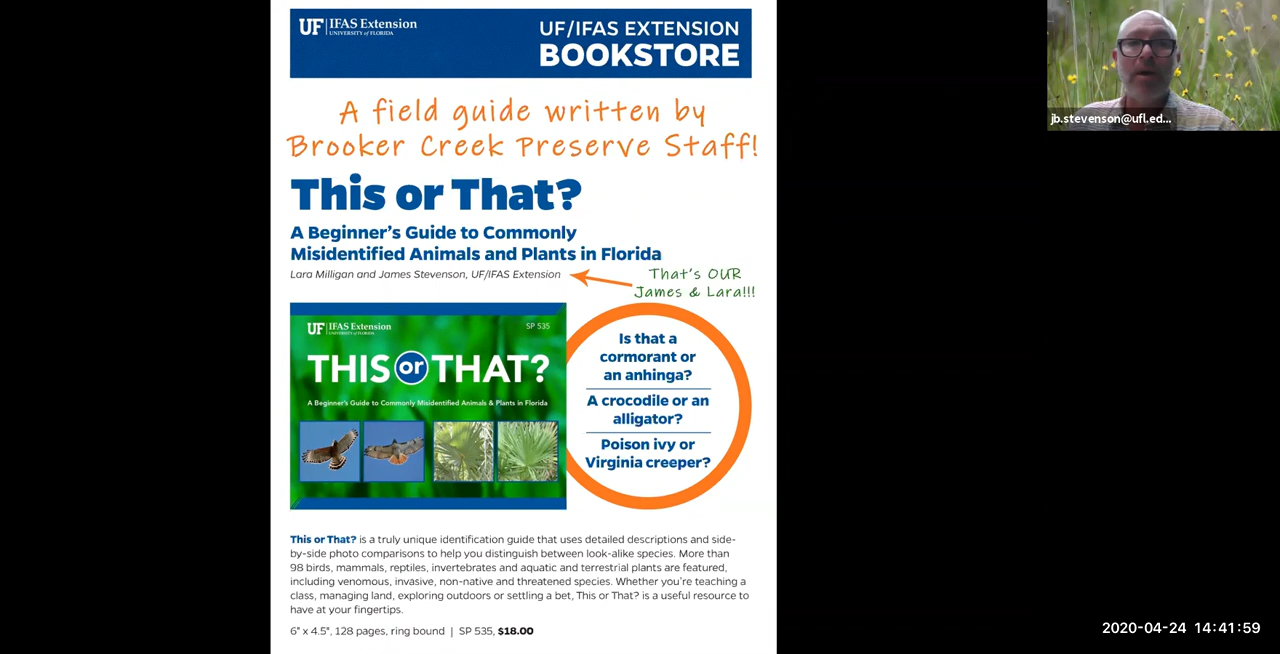 UF IFAS Extension
UNIVERSITY of FLORIDA
UF/IFAS EXTENSION
BOOKSTORE
A field guide written by
Brooker Creek Preserve Staff!
This or That?
A Beginner's Guide to Commonly
Misidentified Animals and Plants in Florida
Lara Milligan and James Stevenson, UF/IFAS Extension
That's OUR
James & Lara!!!
UF IFAS Extension
UNIVERSITY of FLORIDA
SP 535
THIS or THAT?
A Beginner's Guide to Commonly Misidentified Animals & Plants in Florida
Is that a
cormorant or
an anhinga?
A crocodile or an
alligator?
Poison ivy or
Virginia creeper?
This or That? is a truly unique identification guide that uses detailed descriptions and side-
by-side photo comparisons to help you distinguish between look-alike species. More than
98 birds, mammals, reptiles, invertebrates and aquatic and terrestrial plants are featured,
including venomous, invasive, non-native and threatened species. Whether you're teaching a
class, managing land, exploring outdoors or settling a bet, This or That? is a useful resource to
have at your fingertips.
6" x 4.5", 128 pages, ring bound | SP 535, $18.00
jb.stevenson@ufl.ed...
2020-04-24 14:41:59